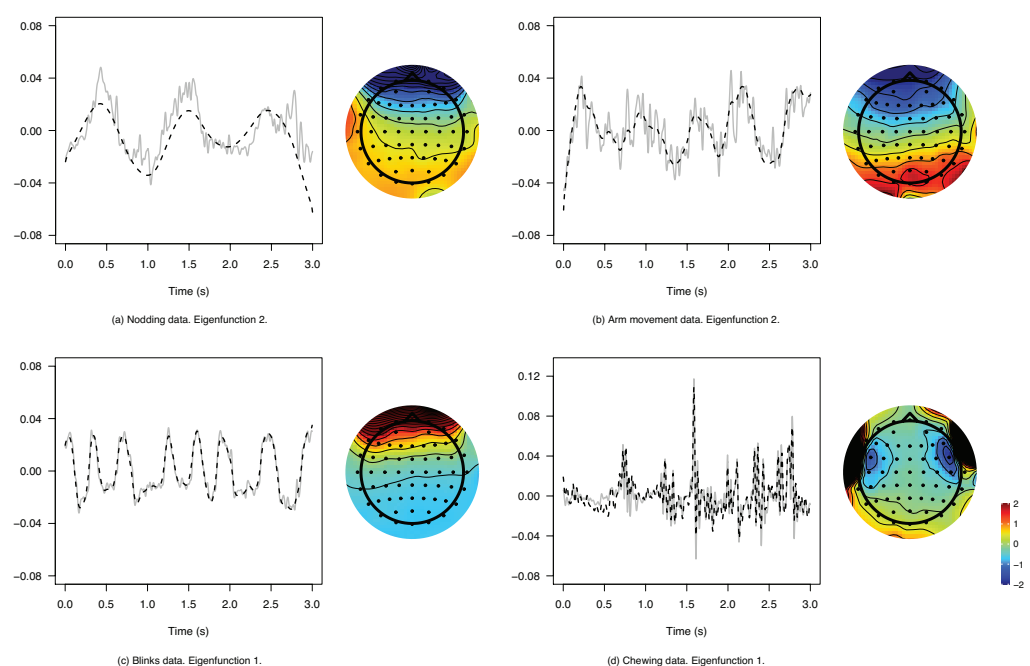 0.08
0.04
0.00
−0.04
−0.08
0.0 0.5 1.0 1.5 2.0 2.5 3.0
Time (s)
(a) Nodding data. Eigenfunction 2.
0.08
0.04
0.00
−0.04
−0.08
0.0 0.5 1.0 1.5 2.0 2.5 3.0
Time (s)
(b) Arm movement data. Eigenfunction 2.
0.08
0.04
0.00
−0.04
−0.08
0.0 0.5 1.0 1.5 2.0 2.5 3.0
Time (s)
(c) Blinks data. Eigenfunction 1.
0.12
0.08
0.04
0.00
−0.04
−0.08
0.0 0.5 1.0 1.5 2.0 2.5 3.0
Time (s)
(d) Chewing data. Eigenfunction 1.
2
1
0
−1
−2